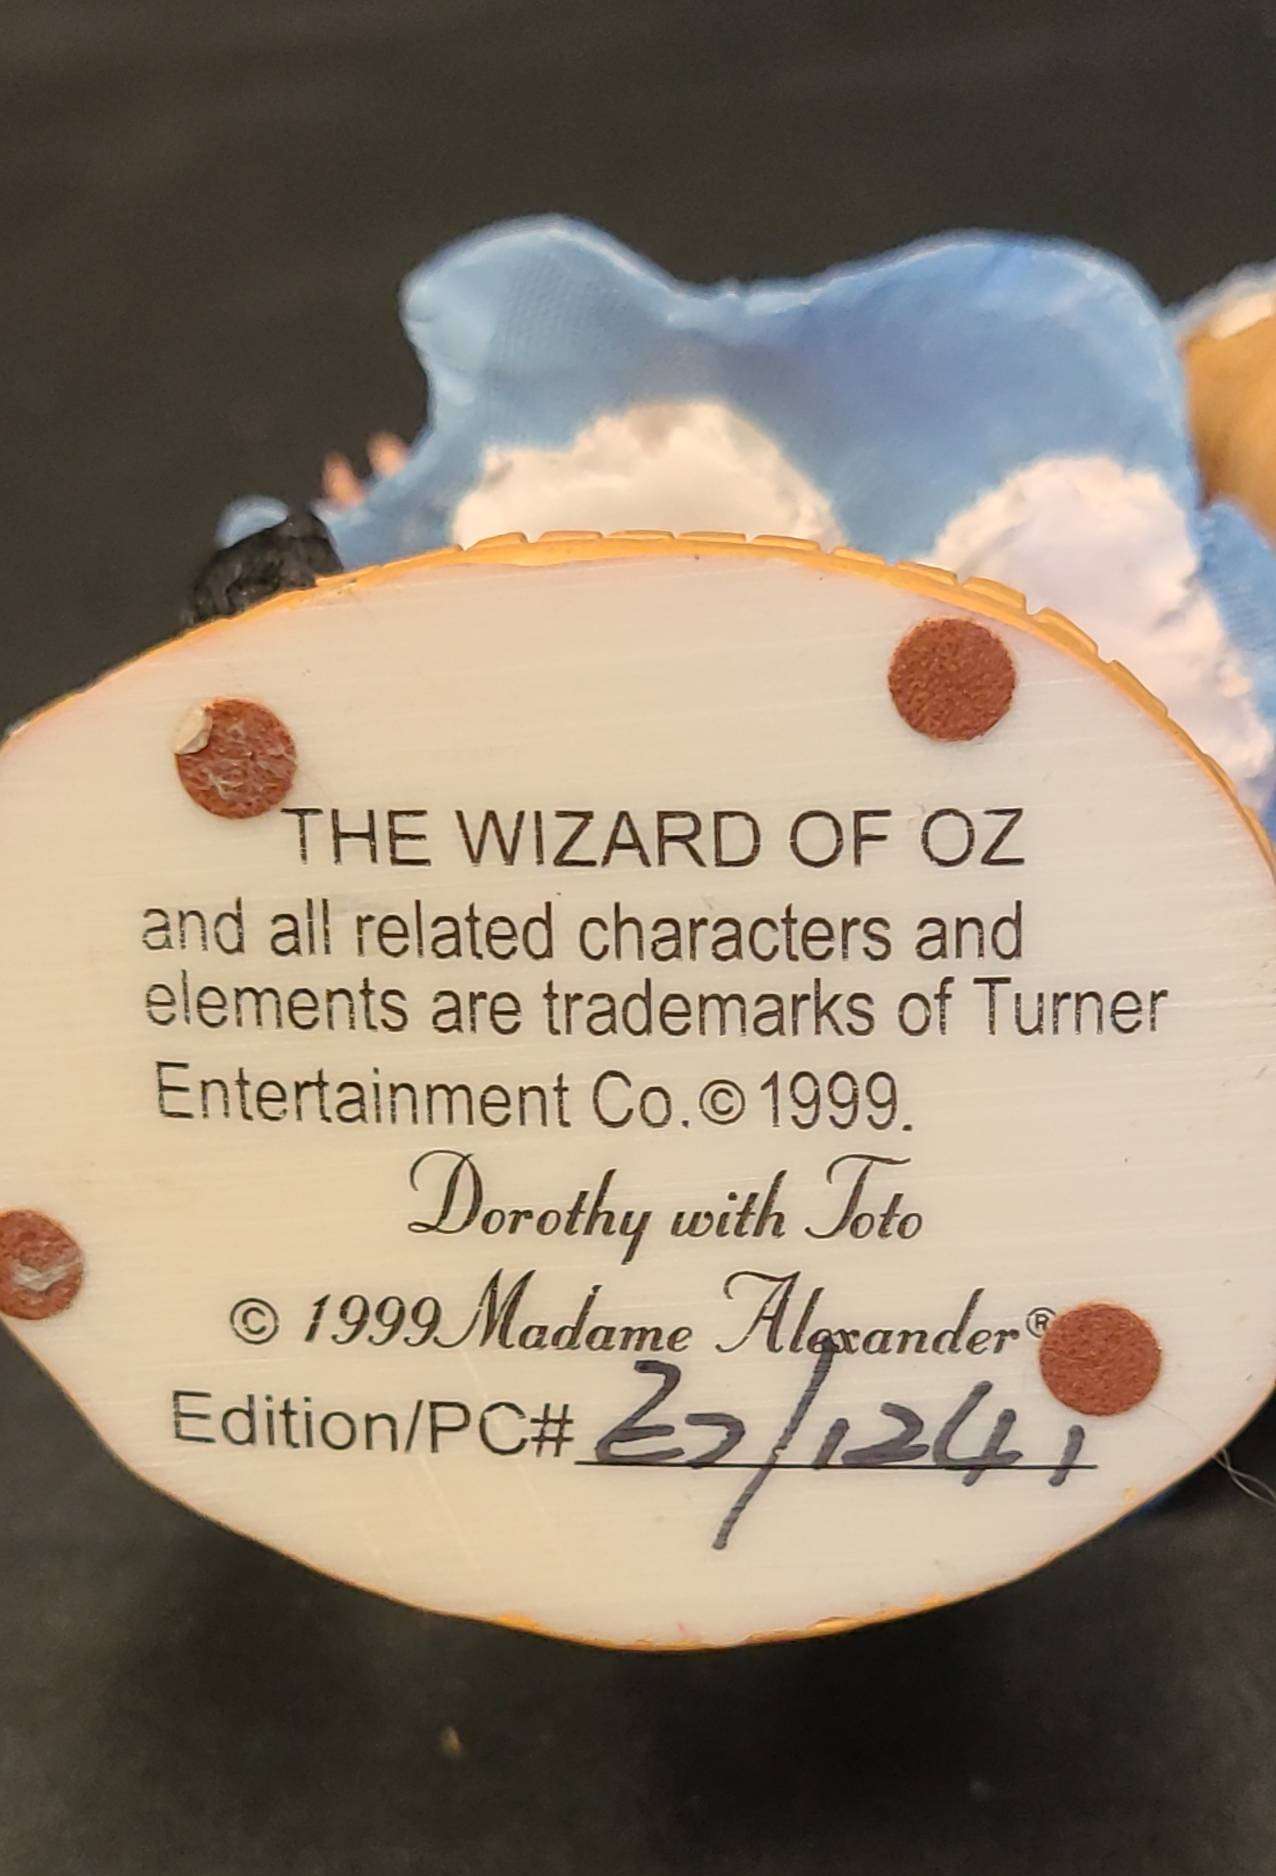 THE WIZARD OF OZ
and all related characters and
elements are trademarks of Turner
Entertainment Co.©1999.
Dorothy with Toto
© 1999 Madame Alexander®
Edition/PC# /1241